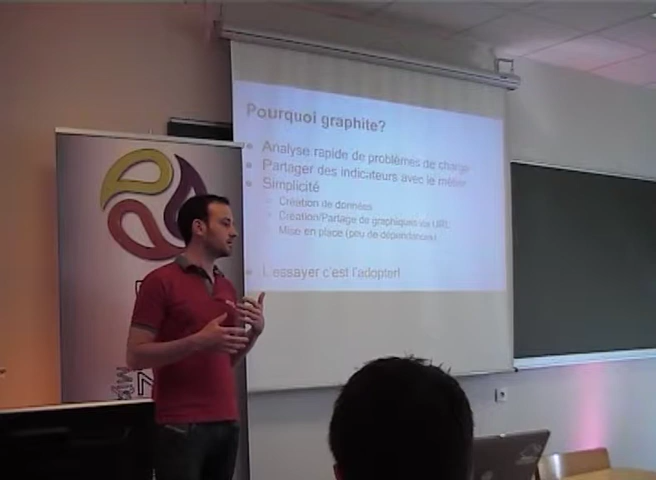 Pourquoi graphite?
Analyse rapide de problèmes de charge
Partager des indicateurs avec le métier
Simplicité
Création de données
Création/Partage de graphiques via URL
Mise en place (peu de dépendances)
L'essayer c'est l'adopter!